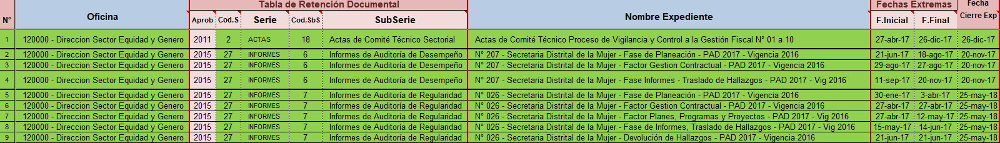 Tabla de Retención Documental Fechas Extremas Fecha
N° Oficina Aprob Cod.S Serie Cod.SbS SubSerie Nombre Expediente F.Inicial F.Final Cierre Exp
1 120000 - Direccion Sector Equidad y Genero 2011 2 ACTAS 18 Actas de Comité Técnico Sectorial Actas de Comité Técnico Proceso de Vigilancia y Control a la Gestión Fiscal N° 01 a 10 27-abr-17 26-dic-17 26-dic-17
2 120000 - Direccion Sector Equidad y Genero 2015 27 INFORMES 6 Informes de Auditoría de Desempeño N° 207 - Secretaria Distrital de la Mujer - Fase de Planeación - PAD 2017 - Vigencia 2016 21-jun-17 18-ago-17 20-nov-17
3 120000 - Direccion Sector Equidad y Genero 2015 27 INFORMES 6 Informes de Auditoría de Desempeño N° 207 - Secretaria Distrital de la Mujer - Factor Gestion Contractual - PAD 2017 - Vigencia 2016 29-ago-17 27-ago-17 20-nov-17
4 120000 - Direccion Sector Equidad y Genero 2015 27 INFORMES 6 Informes de Auditoría de Desempeño N° 207 - Secretaria Distrital de la Mujer - Fase Informes - Traslado de Hallazgos - PAD 2017 - Vig 2016 11-sep-17 20-nov-17 20-nov-17
5 120000 - Direccion Sector Equidad y Genero 2015 27 INFORMES 7 Informes de Auditoría de Regularidad N° 026 - Secretaria Distrital de la Mujer - Fase de Planeación - PAD 2017 - Vigencia 2016 30-ene-17 3-abr-17 25-may-18
6 120000 - Direccion Sector Equidad y Genero 2015 27 INFORMES 7 Informes de Auditoría de Regularidad N° 026 - Secretaria Distrital de la Mujer - Factor Gestion Contractual - PAD 2017 - Vigencia 2016 27-abr-17 27-abr-17 25-may-18
7 120000 - Direccion Sector Equidad y Genero 2015 27 INFORMES 7 Informes de Auditoría de Regularidad N° 026 - Secretaria Distrital de la Mujer - Factor Planes, Programas y Proyectos - PAD 2017 - Vig 2016 27-abr-17 12-may-17 25-may-18
8 120000 - Direccion Sector Equidad y Genero 2015 27 INFORMES 7 Informes de Auditoría de Regularidad N° 026 - Secretaria Distrital de la Mujer - Fase de Informes, Traslado de Hallazgos - PAD 2017 - Vig 2016 15-may-17 14-jun-17 25-may-18
9 120000 - Direccion Sector Equidad y Genero 2015 27 INFORMES 7 Informes de Auditoría de Regularidad N° 026 - Secretaria Distrital de la Mujer - Devolución de Hallazgos - PAD 2017 - Vigencia 2016 21-jun-17 21-jun-17 25-may-18